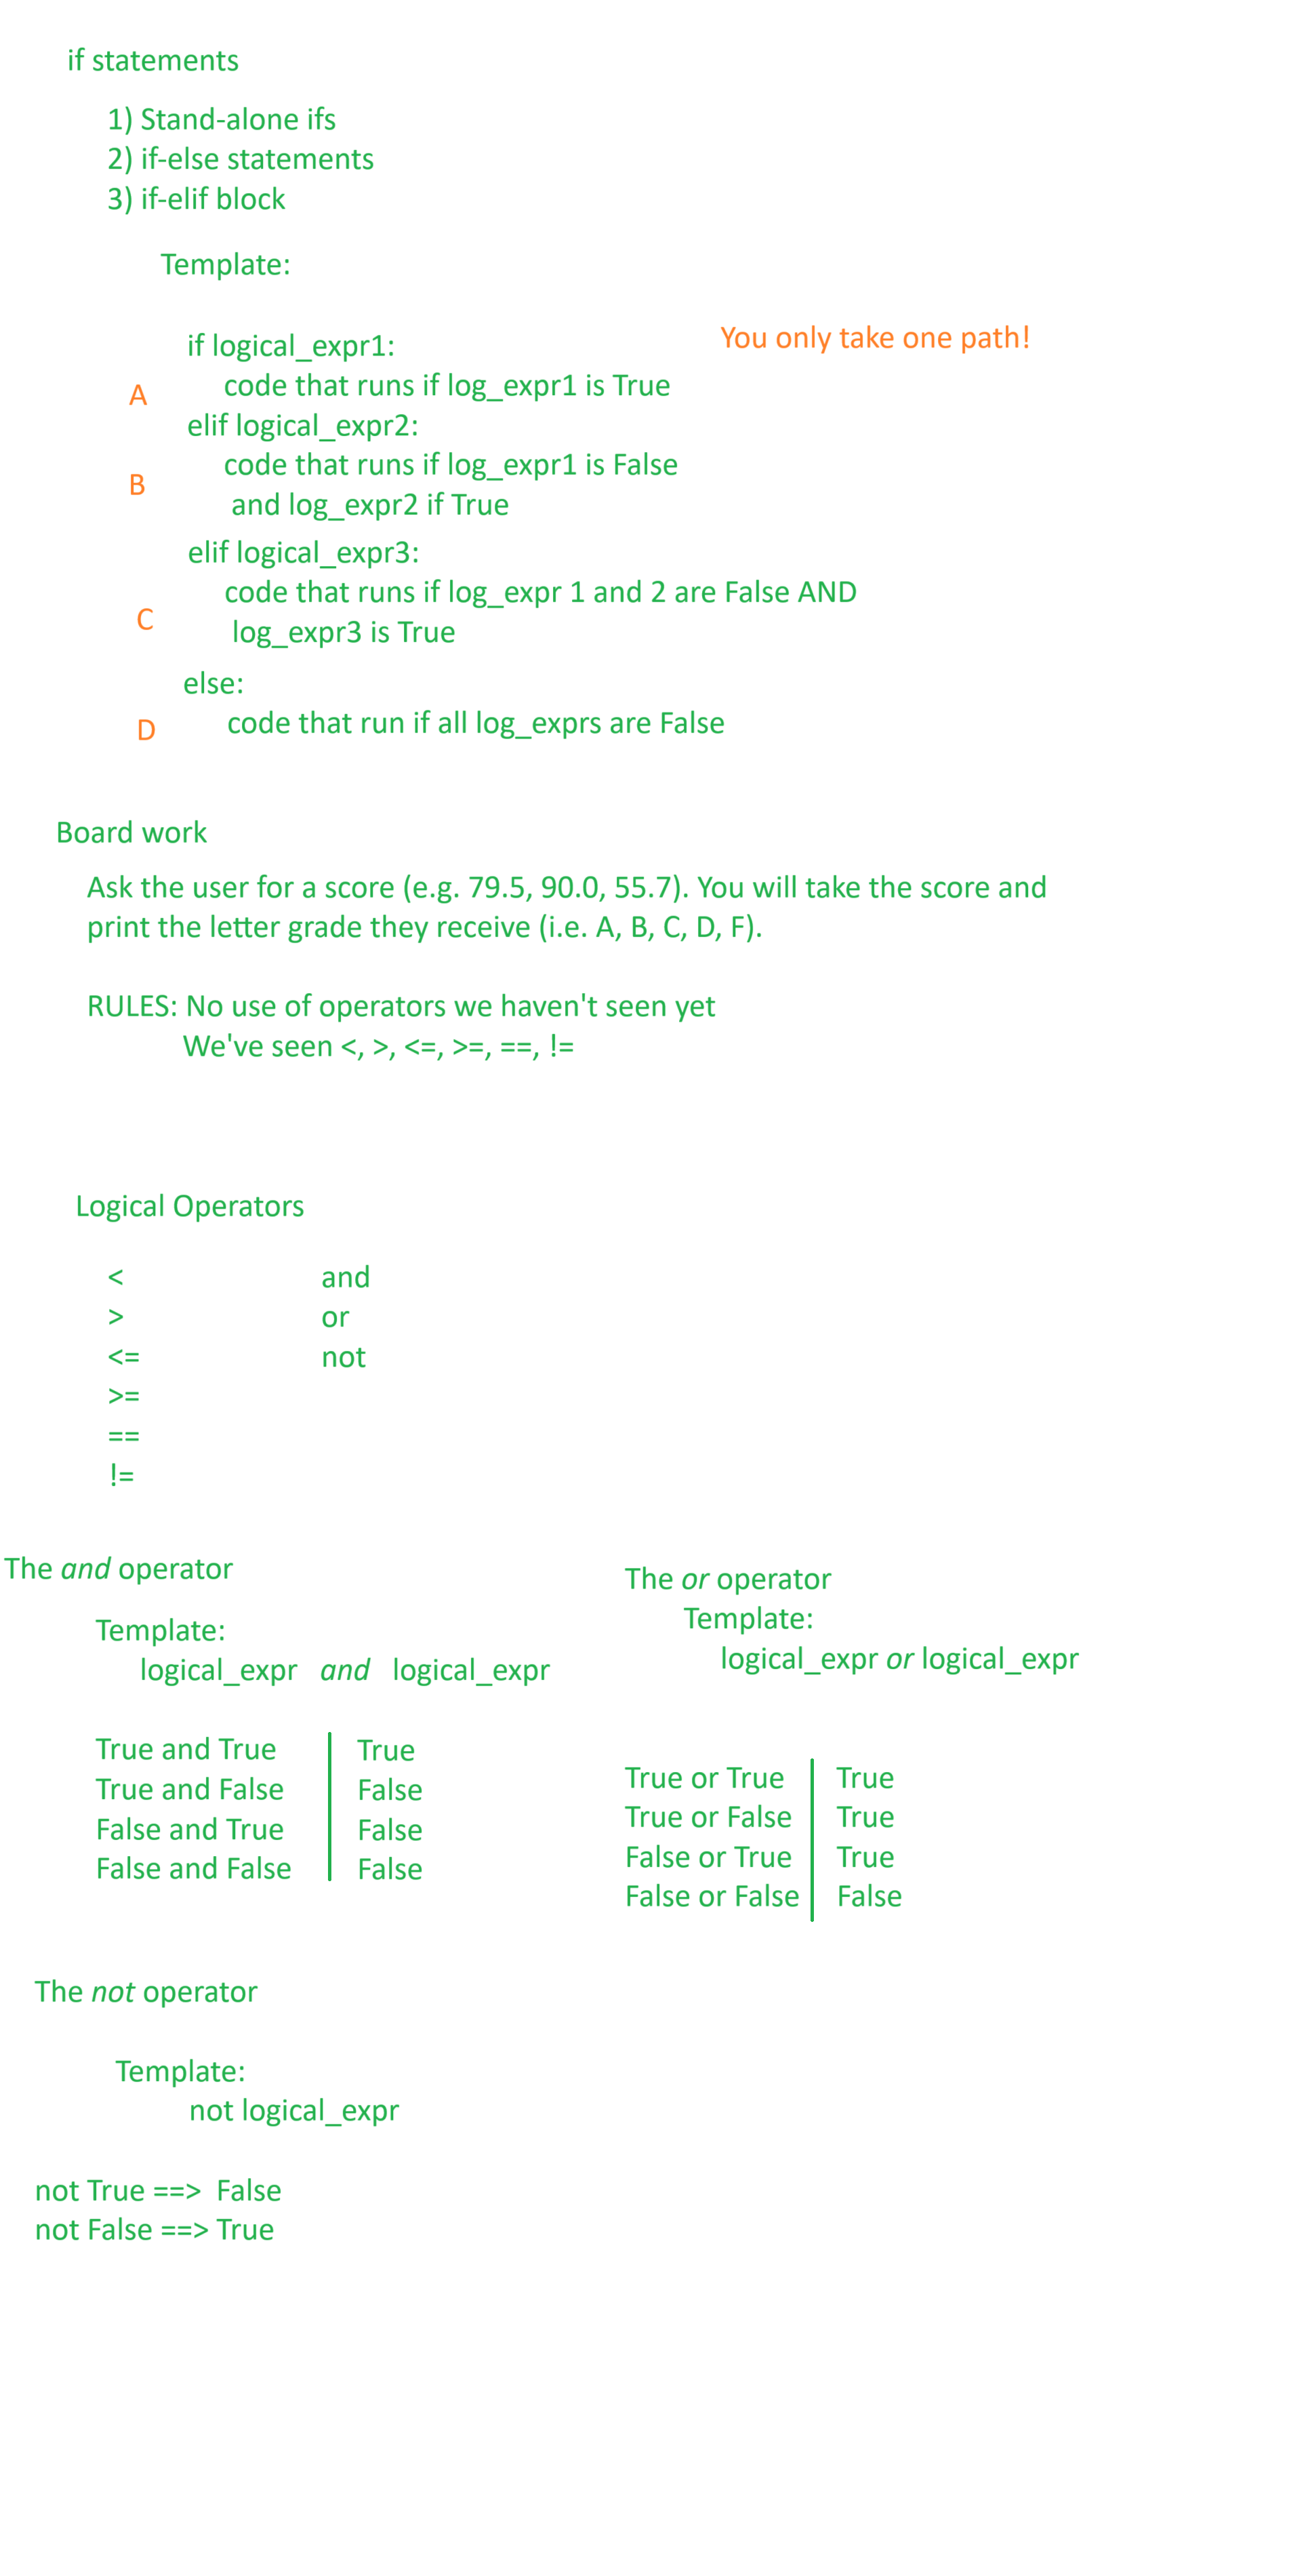 if statements
1) Stand-alone ifs
2) if-else statements
3) if-elif block
Template:
if logical_expr1:
You only take one path!
A
code that runs if log_expr1 is True
elif logical_expr2:
code that runs if log_expr1 is False
B
and log_expr2 if True
elif logical_expr3:
code that runs if log_expr 1 and 2 are False AND
C
log_expr3 is True
else:
D
code that run if all log_exprs are False
Board work
Ask the user for a score (e.g. 79.5, 90.0, 55.7). You will take the score and
print the letter grade they receive (i.e. A, B, C, D, F).
RULES: No use of operators we haven't seen yet
We've seen <, >, <=, >=, ==, !=
Logical Operators
<
>
<=
>=
==
!=
and
or
not
The and operator
Template:
logical_expr and logical_expr
True and True True
True and False False
False and True False
False and False False
The or operator
Template:
logical_expr or logical_expr
True or True True
True or False True
False or True True
False or False False
The not operator
Template:
not logical_expr
not True ==> False
not False ==> True